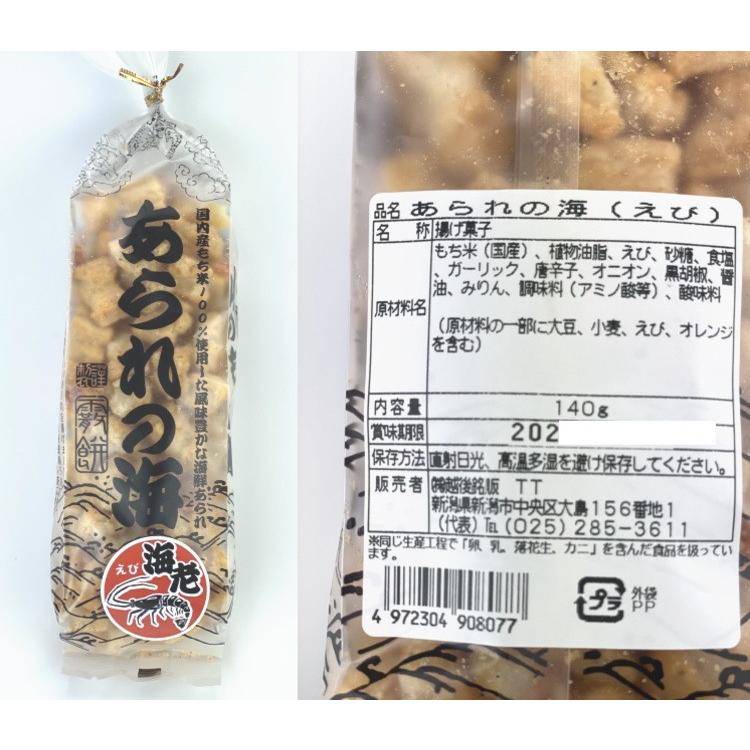 国内産もち米100%使用した風味豊かな海鮮あられ
あられの海
謹製
霰餅
えび
海老
品名 あられの海(えび)
名称 揚げ菓子
原材料名
もち米(国産)、植物油脂、えび、砂糖、食塩、ガーリック、唐辛子、オニオン、黒胡椒、醤油、みりん、調味料(アミノ酸等)、酸味料
(原材料の一部に大豆、小麦、えび、オレンジを含む)
内容量 140g
賞味期限 202
保存方法 直射日光、高温多湿を避け保存してください。
販売者 ㈱越後銘販 TT
新潟県新潟市中央区大島156番地1
(代表)℡(025)285-3611
※同じ生産工程で「卵、乳、落花生、カニ」を含んだ食品を扱っています。
4 972304 908077
プラ
外袋
PP